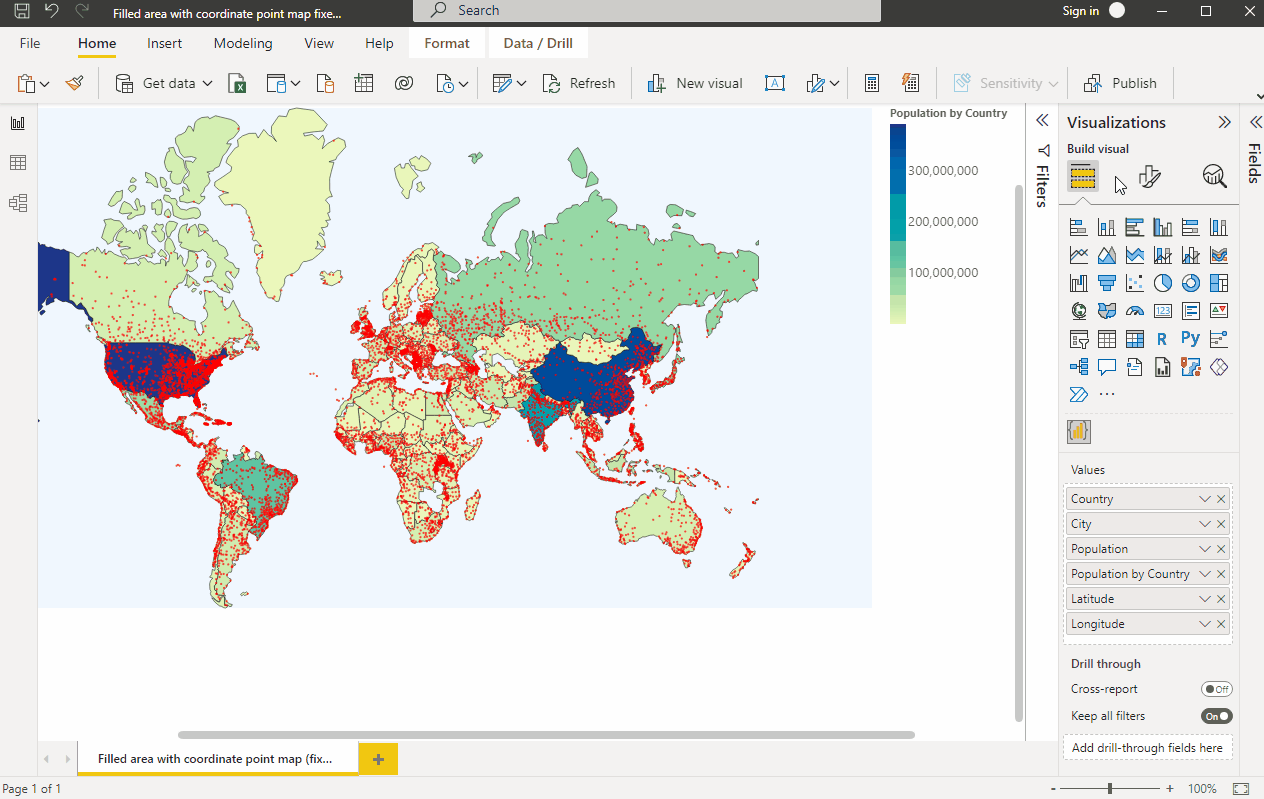 Filled area with coordinate point map fixe...
Search
Sign in
File
Home
Insert
Modeling
View
Help
Format
Data / Drill
Get data
Refresh
New visual
Sensitivity
Publish
Population by Country
300,000,000
200,000,000
100,000,000
Filters
Visualizations
Build visual
Fields
123
R
Py
Values
Country
City
Population
Population by Country
Latitude
Longitude
Drill through
Cross-report
Off
Keep all filters
On
Add drill-through fields here
Filled area with coordinate point map (fix...
Page 1 of 1
100%